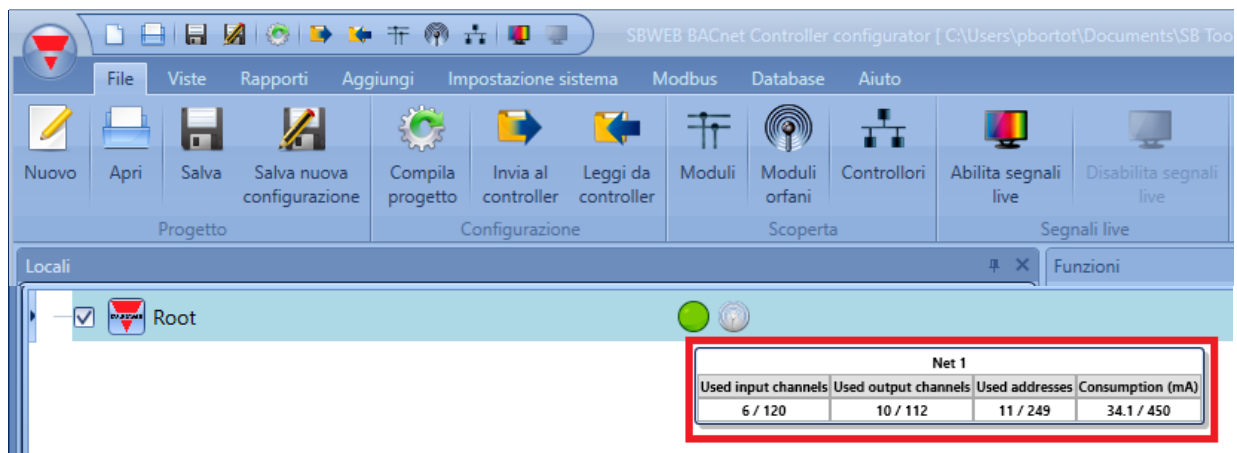 SBWEB BACnet Controller configurator [ C:\Users\pbortot\Documents\SB Too
File Viste Rapporti Aggiungi Impostazione sistema Modbus Database Aiuto
Nuovo Apri Salva Salva nuova configurazione Compila progetto Invia al controller Leggi da controller Moduli Moduli orfani Controllori Abilita segnali live Disabilita segnali live
Progetto Configurazione Scoperta Segnali live
Locali Funzioni
Root
Net 1
Used input channels Used output channels Used addresses Consumption (mA)
6 / 120 10 / 112 11 / 249 34.1 / 450